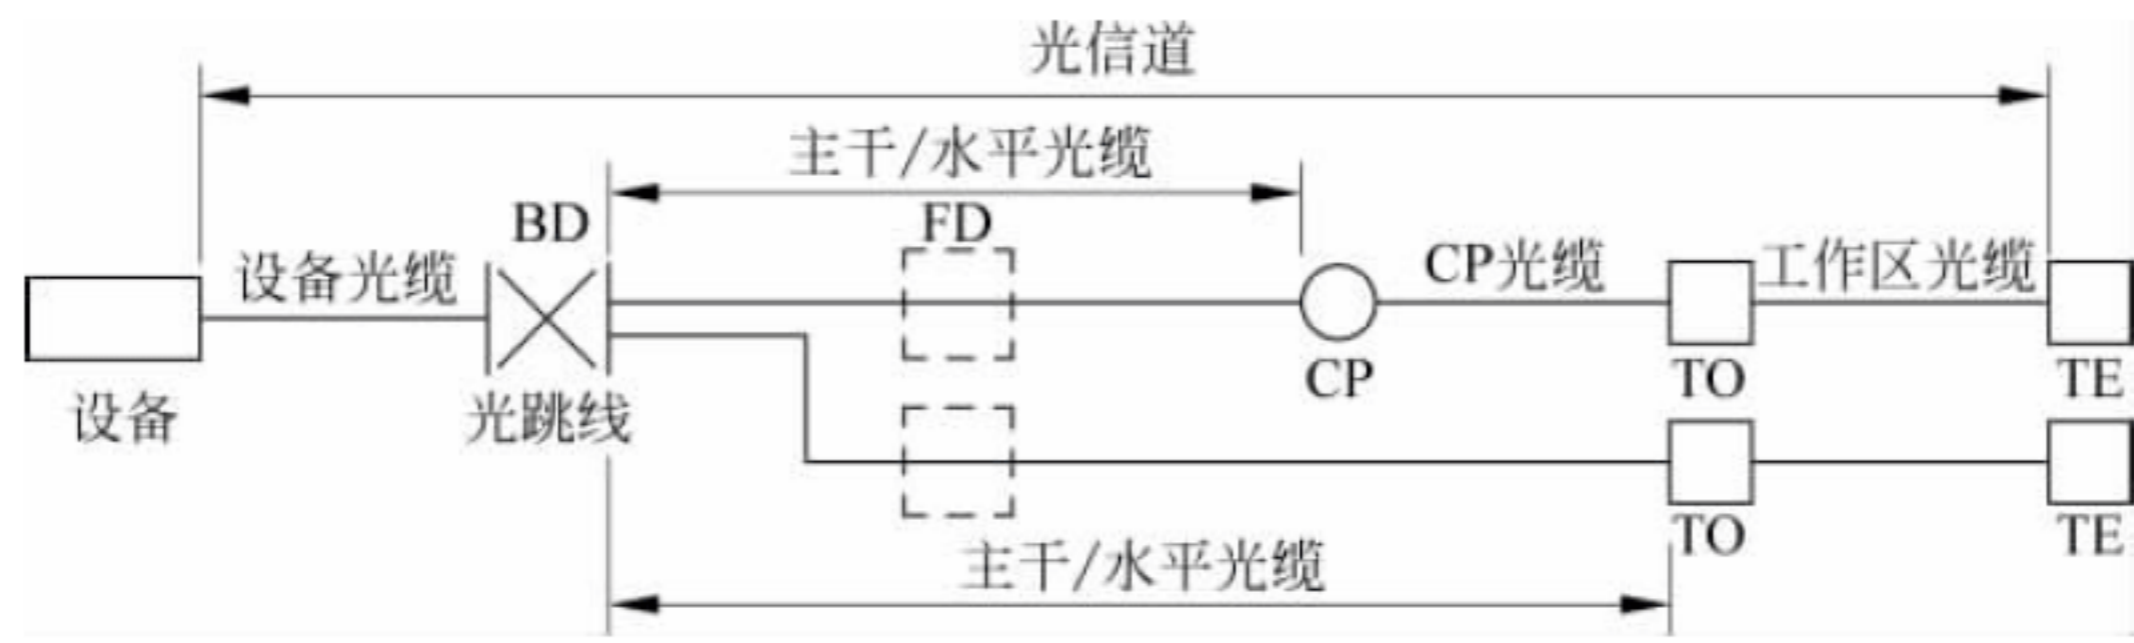 光信道
主干/水平光缆
BD
FD
设备光缆
CP光缆
工作区光缆
CP
TO
TE
设备
光跳线
TO
TE
主干/水平光缆